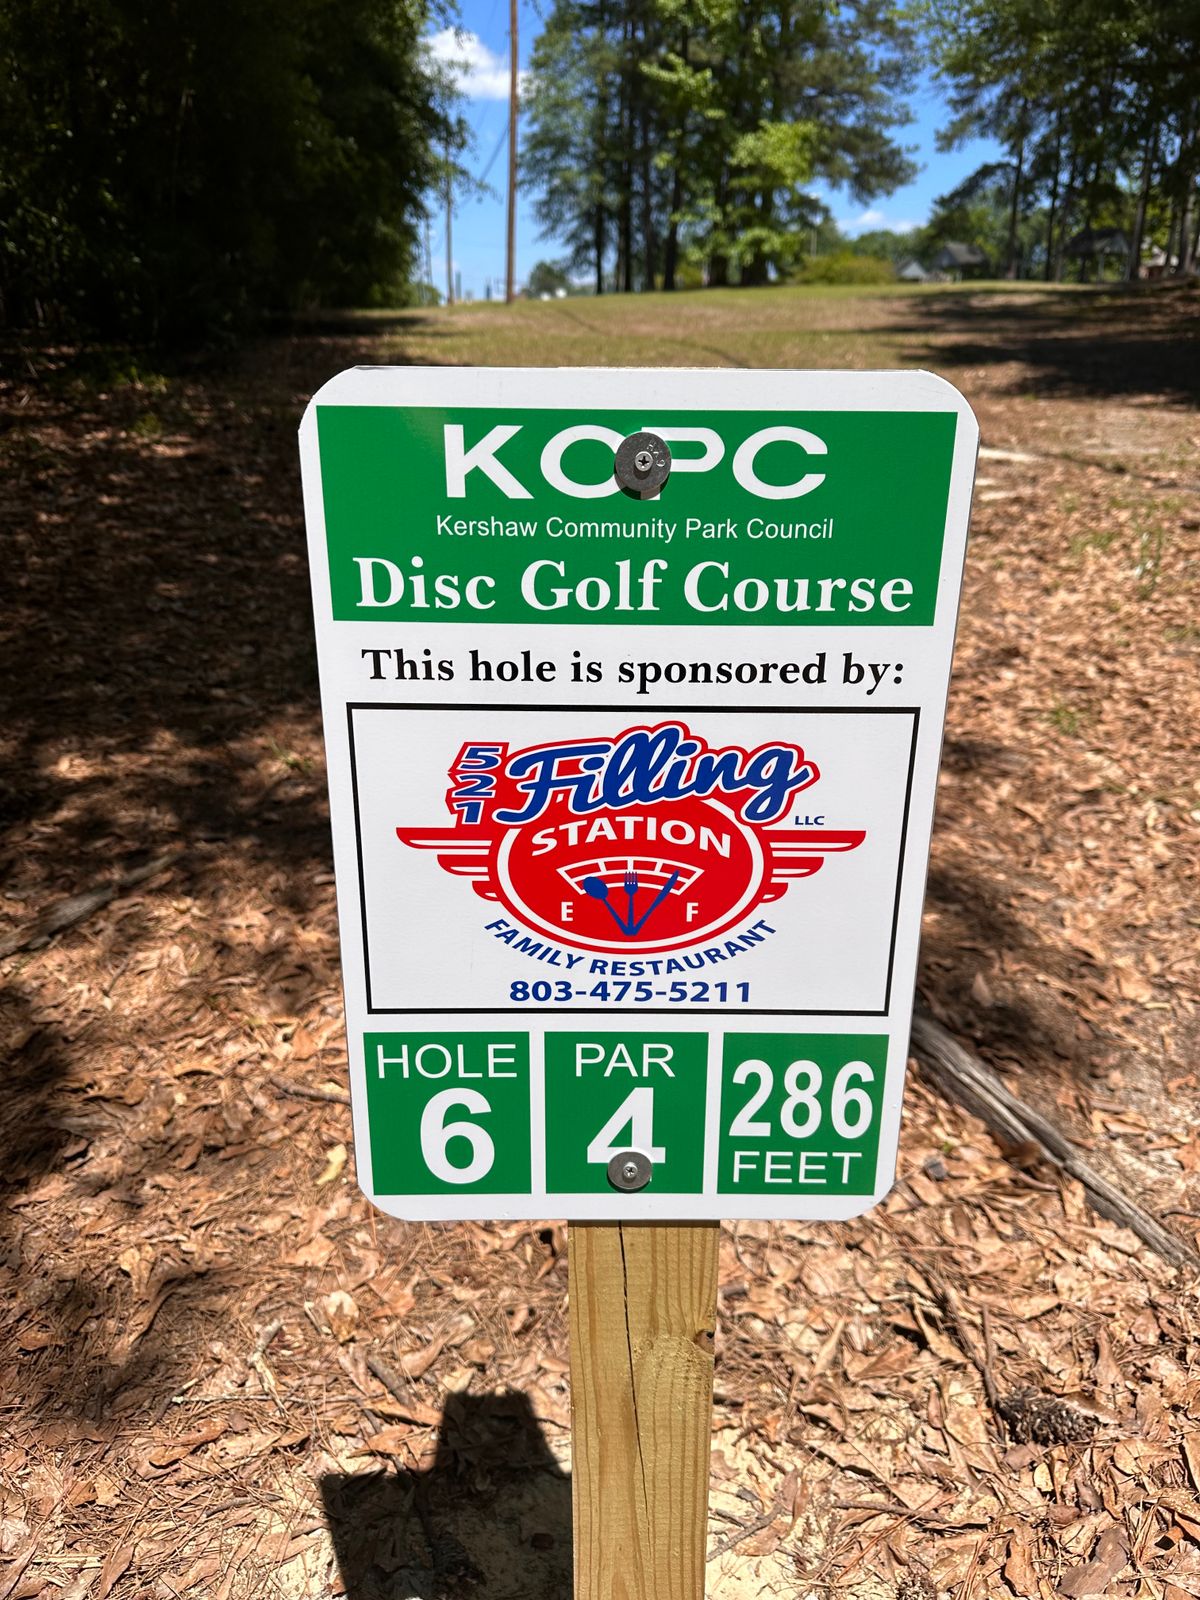 KCPC
Kershaw Community Park Council
Disc Golf Course
This hole is sponsored by:
521 Filling
STATION LLC
E F
FAMILY RESTAURANT
803-475-5211
HOLE 6
PAR 4
286 FEET